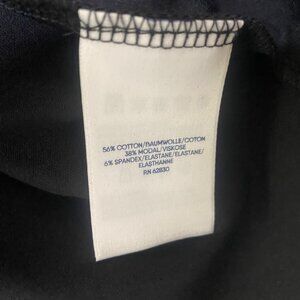 56% COTTON/BAUMWOLLE/COTON
38% MODAL/VISKOSE
6% SPANDEX/ELASTANE/ELASTANE/
ELASTHANNE
RN 62830